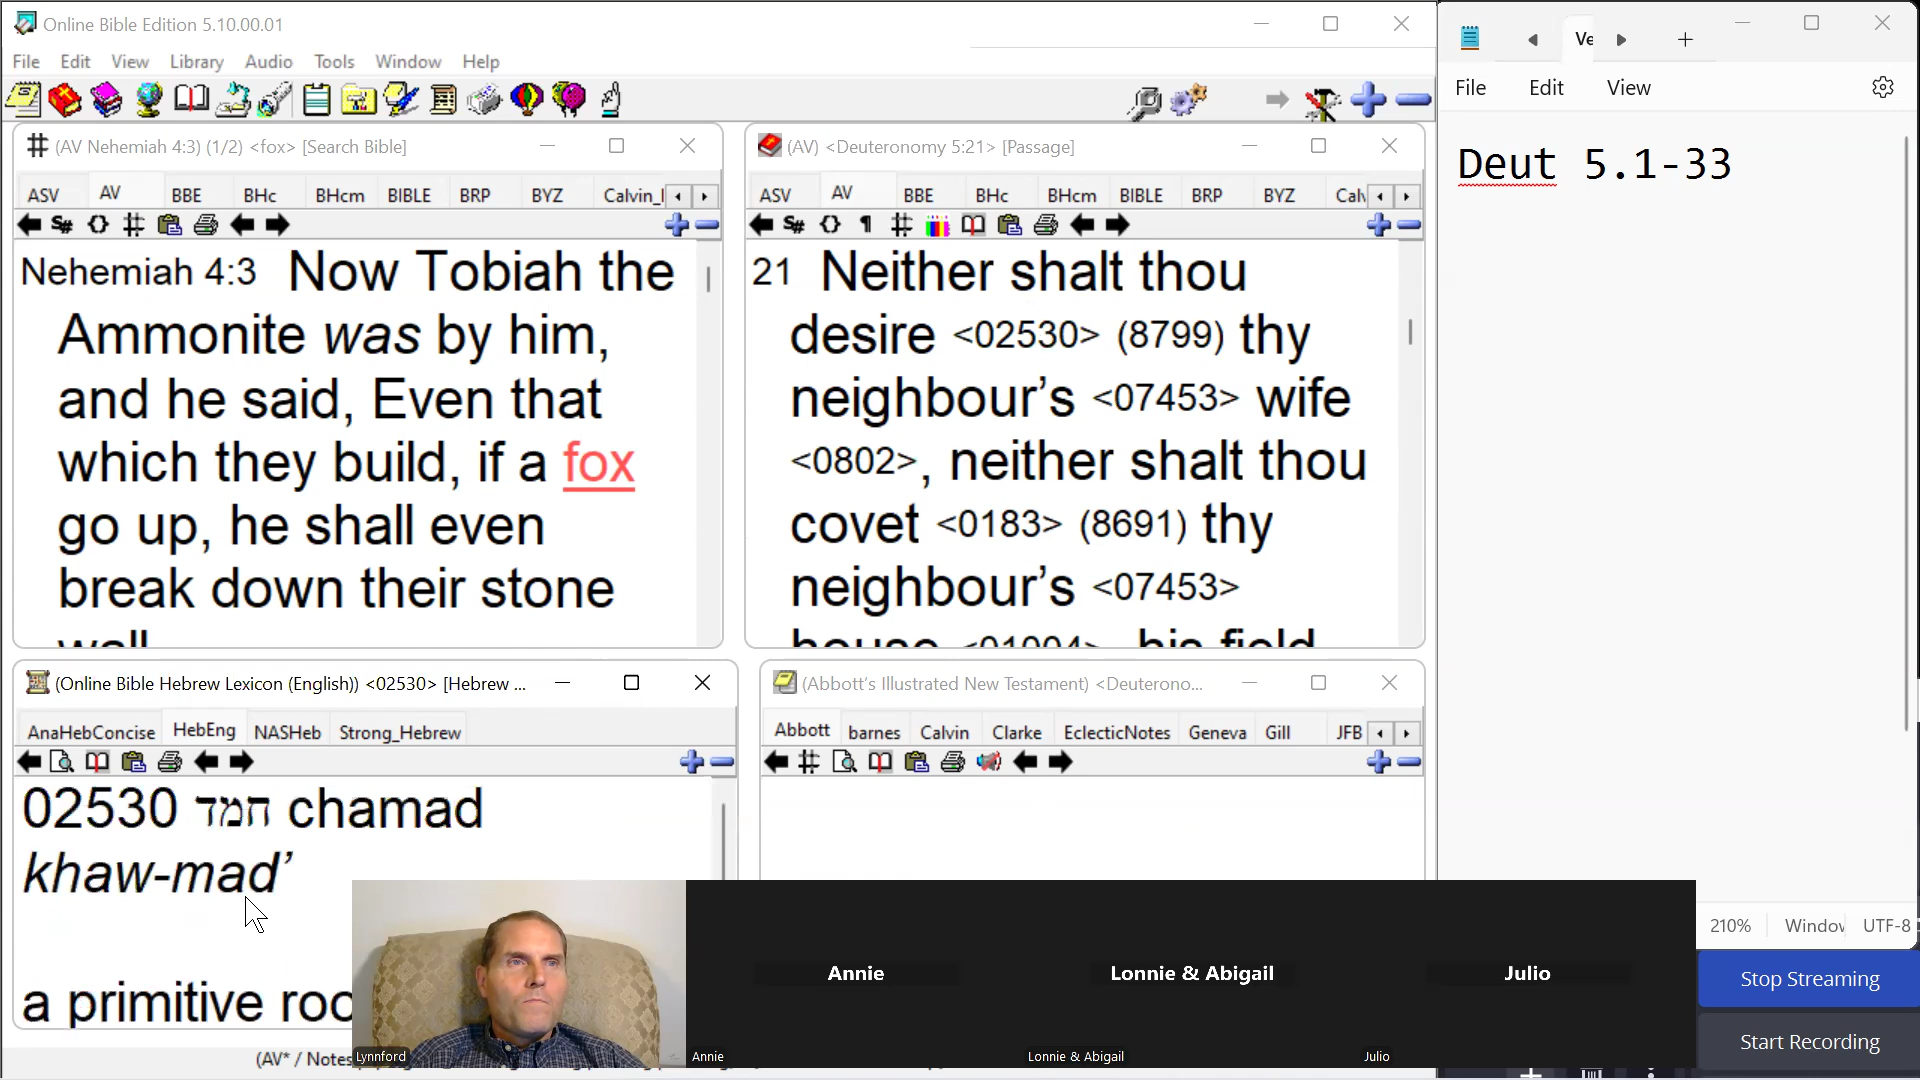 Online Bible Edition 5.10.00.01
File Edit View Library Audio Tools Window Help
(AV Nehemiah 4:3) (1/2) <fox> [Search Bible]
ASV AV BBE BHc BHcm BIBLE BRP BYZ
Nehemiah 4:3 Now Tobiah the
Ammonite was by him,
and he said, Even that
which they build, if a fox
go up, he shall even
break down their stone
wall
(AV) <Deuteronomy 5:21> [Passage]
ASV AV BBE BHc BHcm BIBLE BRP BYZ
21 Neither shalt thou
desire <02530> (8799) thy
neighbour’s <07453> wife
<0802>, neither shalt thou
covet <0183> (8691) thy
neighbour’s <07453>
house <01004>, his field
(Online Bible Hebrew Lexicon (English)) <02530> [Hebrew ...
AnaHebConcise HebEng NASHeb Strong_Hebrew
02530 חמד chamad
khaw-mad’
a primitive
(Abbott’s Illustrated New Testament) <Deuterono...
Abbott barnes Calvin Clarke EclecticNotes Geneva Gill JFB
(AV* / Notes
File Edit View
Deut 5.1-33
210% UTF-8
Stop Streaming
Start Recording
Annie
Lonnie & Abigail
Julio
Lynnford
Annie
Lonnie & Abigail
Julio